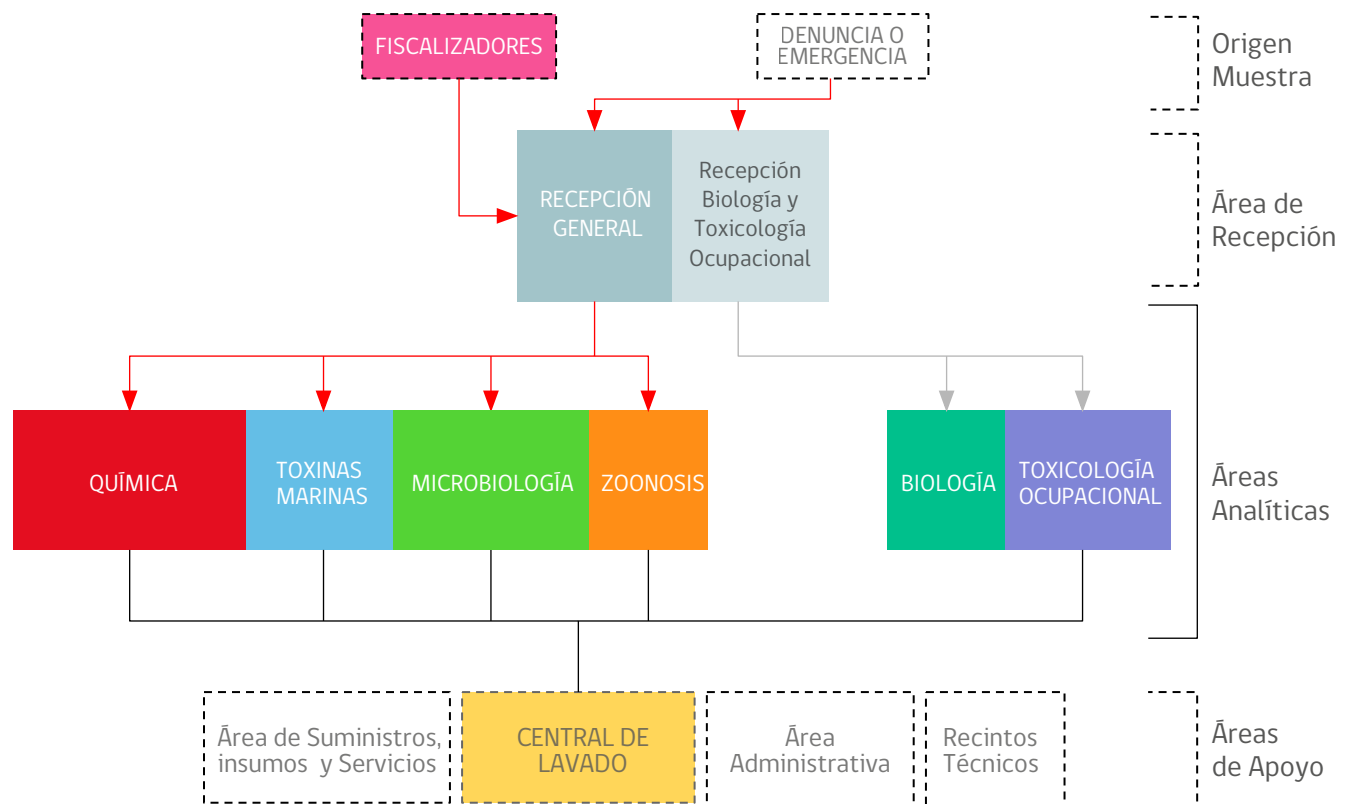 FISCALIZADORES
DENUNCIA O
EMERGENCIA
Origen
Muestra
RECEPCIÓN
GENERAL
Recepción
Biología y
Toxicología
Ocupacional
Área de
Recepción
QUÍMICA
TOXINAS
MARINAS
MICROBIOLOGÍA
ZOONOSIS
BIOLOGÍA
TOXICOLOGÍA
OCUPACIONAL
Áreas
Analíticas
Área de Suministros,
insumos y Servicios
CENTRAL DE
LAVADO
Área
Administrativa
Recintos
Técnicos
Áreas
de Apoyo